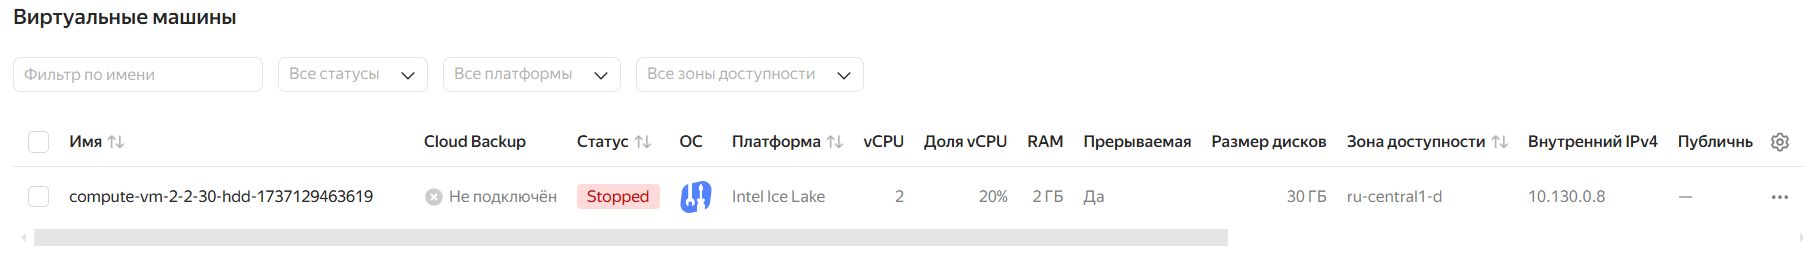 Виртуальные машины
Фильтр по имени Все статусы Все платформы Все зоны доступности
Имя Cloud Backup Статус ОС Платформа vCPU Доля vCPU RAM Прерываемая Размер дисков Зона доступности Внутренний IPv4 Публичнь
compute-vm-2-2-30-hdd-1737129463619 Не подключён Stopped Intel Ice Lake 2 20% 2 ГБ Да 30 ГБ ru-central1-d 10.130.0.8 —